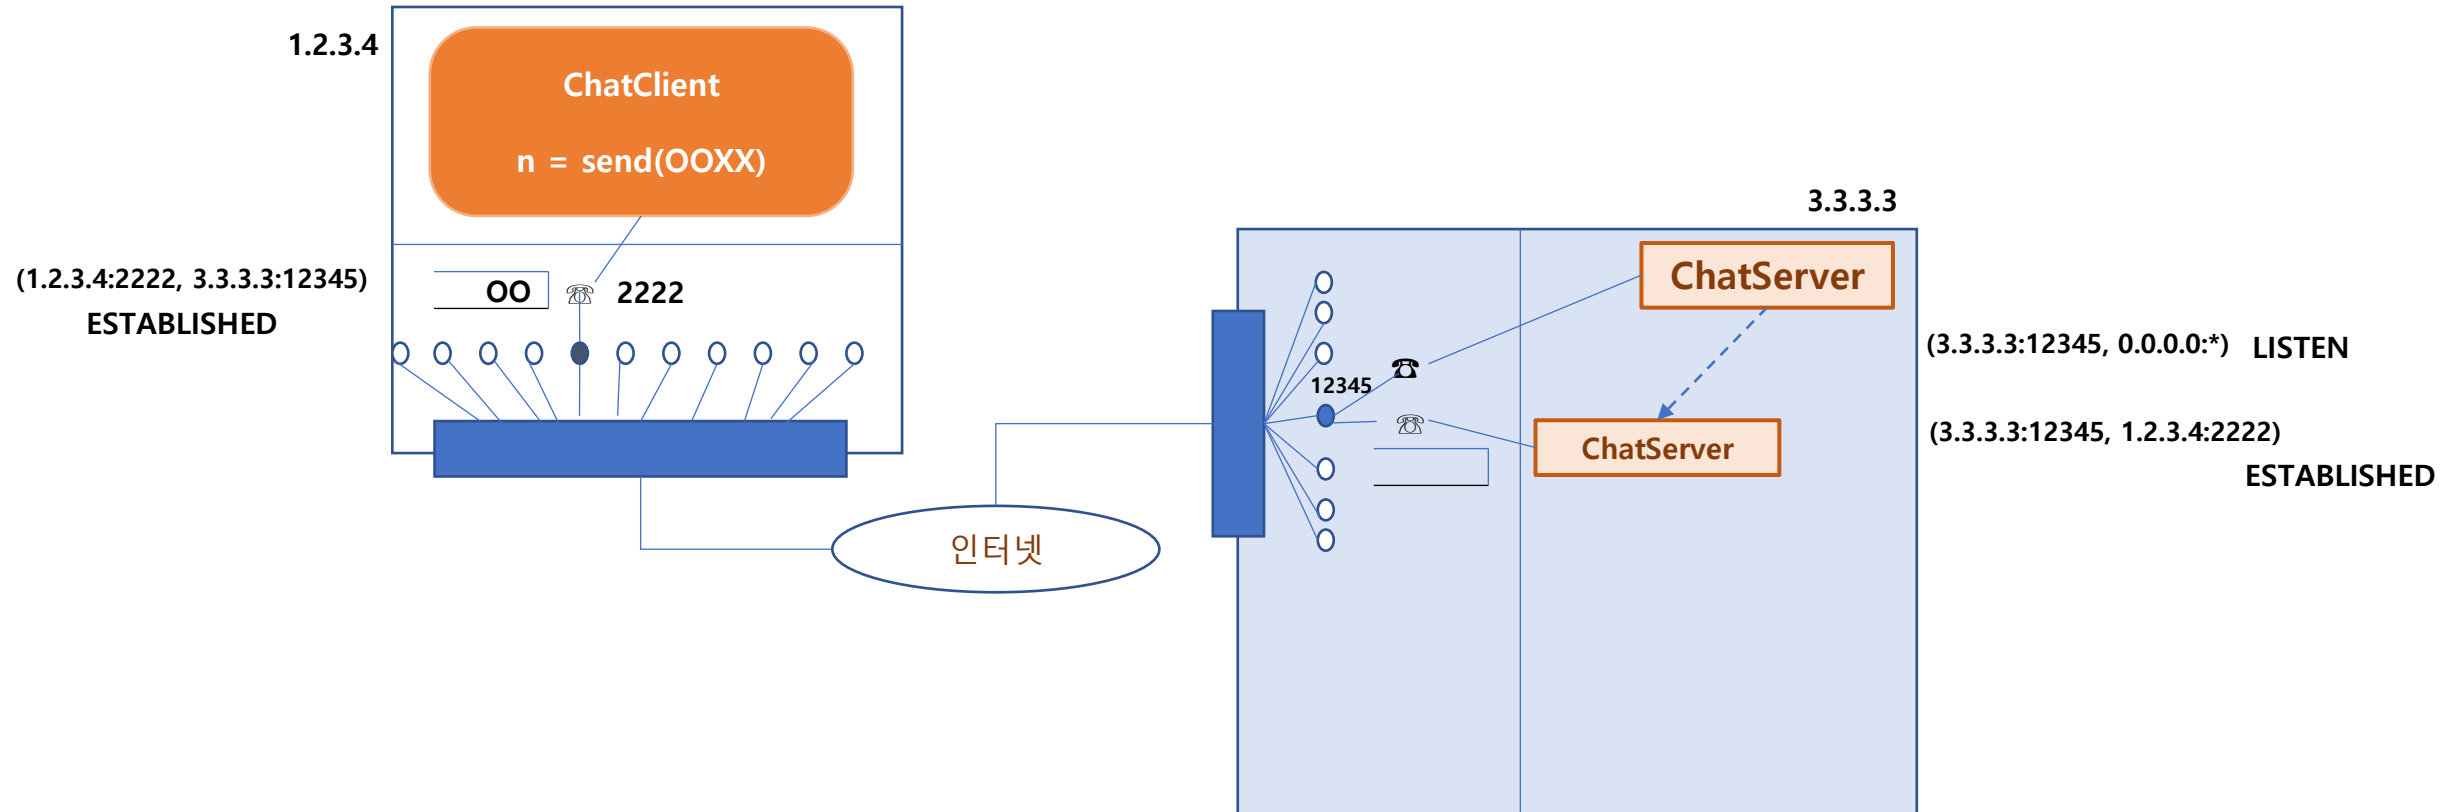 1.2.3.4
ChatClient
n = send(OOXX)
3.3.3.3
(1.2.3.4:2222, 3.3.3.3:12345)
ESTABLISHED
OO
☏ 2222
ChatServer
(3.3.3.3:12345, 0.0.0.0:*) LISTEN
☎
12345
☏
ChatServer
(3.3.3.3:12345, 1.2.3.4:2222)
ESTABLISHED
인터넷